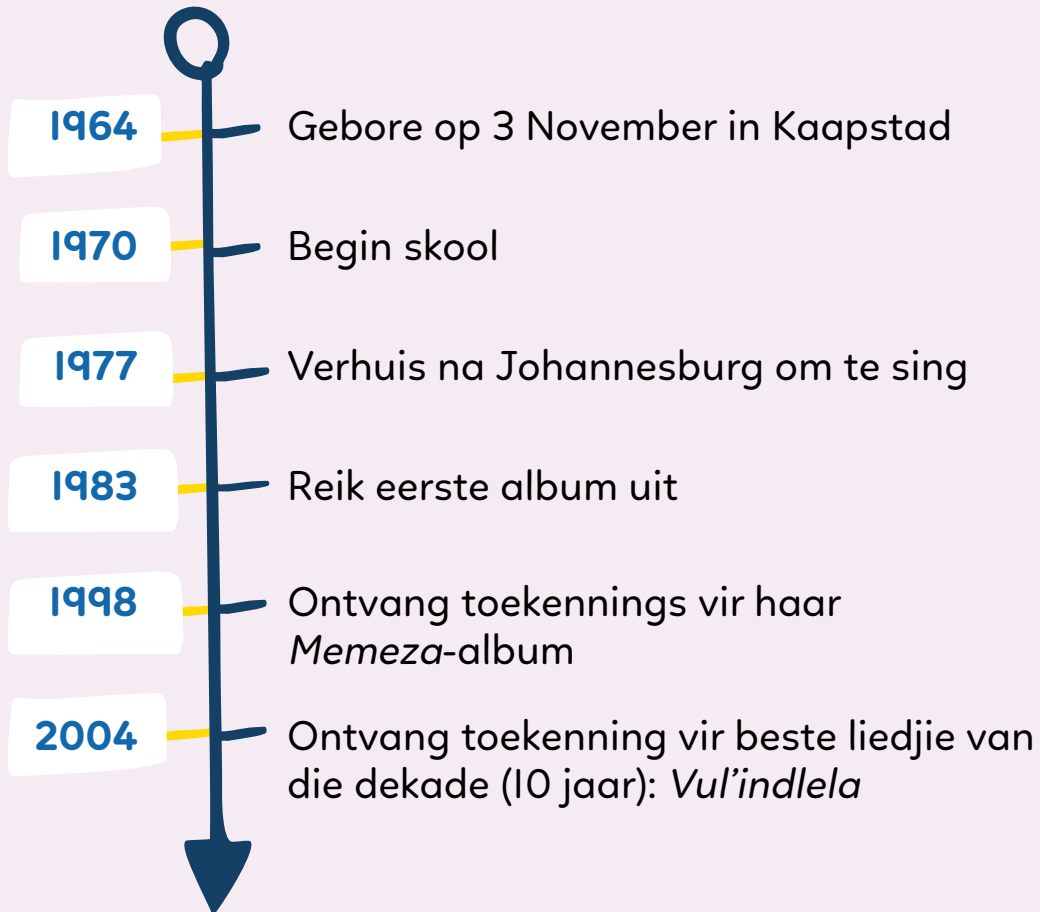 1964 Gebore op 3 November in Kaapstad
1970 Begin skool
1977 Verhuis na Johannesburg om te sing
1983 Reik eerste album uit
1998 Ontvang toekennings vir haar
Memeza-album
2004 Ontvang toekenning vir beste liedjie van
die dekade (10 jaar): Vul’indlela